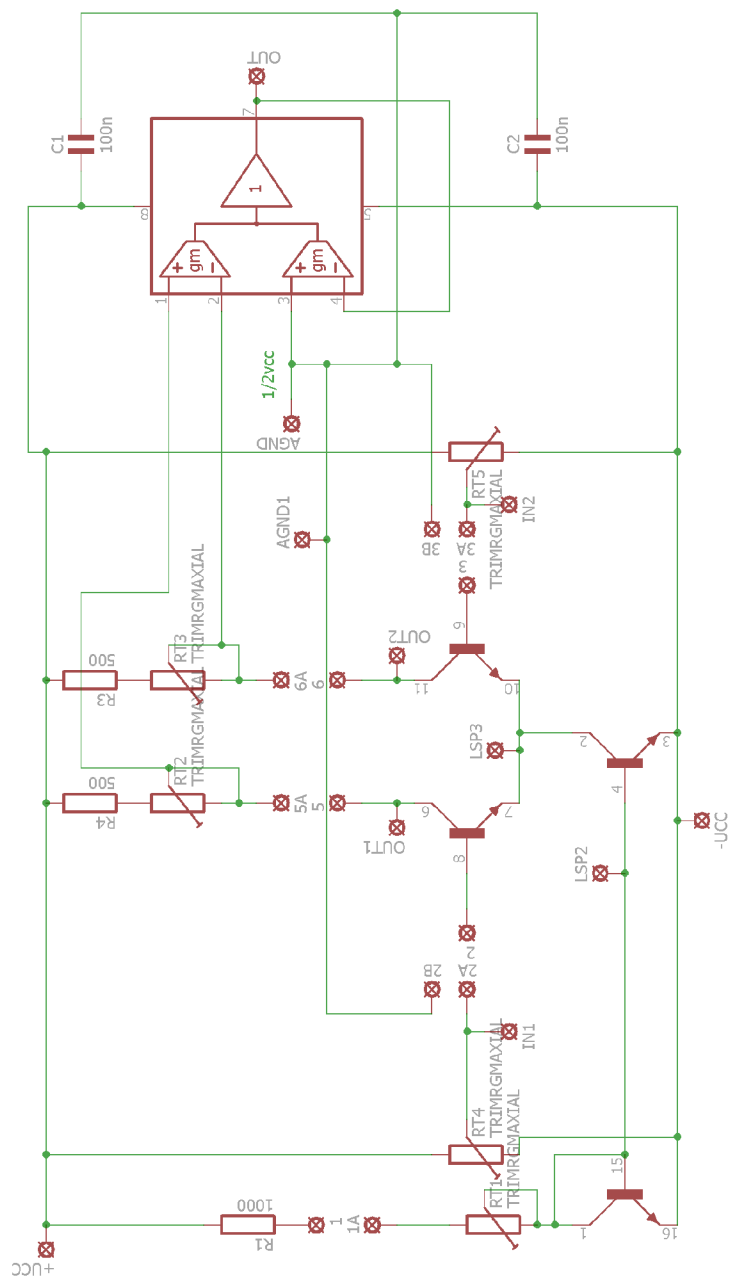 OUT
C1
100n
C2
100n
7
1
8
5
+
gm
-
+
gm
-
1
2
3
4
1/2vcc
AGND
AGND1
RT5
TRIMRGMAXIAL
IN2
3B
3A
3
9
OUT2
11
10
500
R3
RT3
TRIMRGMAXIAL
6A
6
LSP3
2
3
4
500
R4
RT2
TRIMRGMAXIAL
5A
5
OUT1
6
7
8
-UCC
LSP2
2
2B
2A
IN1
RT4
TRIMRGMAXIAL
RT1
TRIMRGMAXIAL
1000
R1
1
1A
15
1
16
+UCC